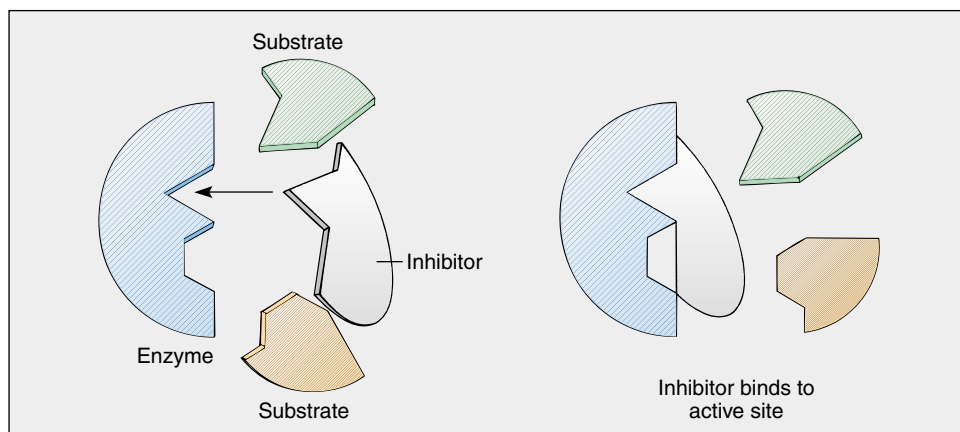 Substrate
Inhibitor
Enzyme
Substrate
Inhibitor binds to
active site